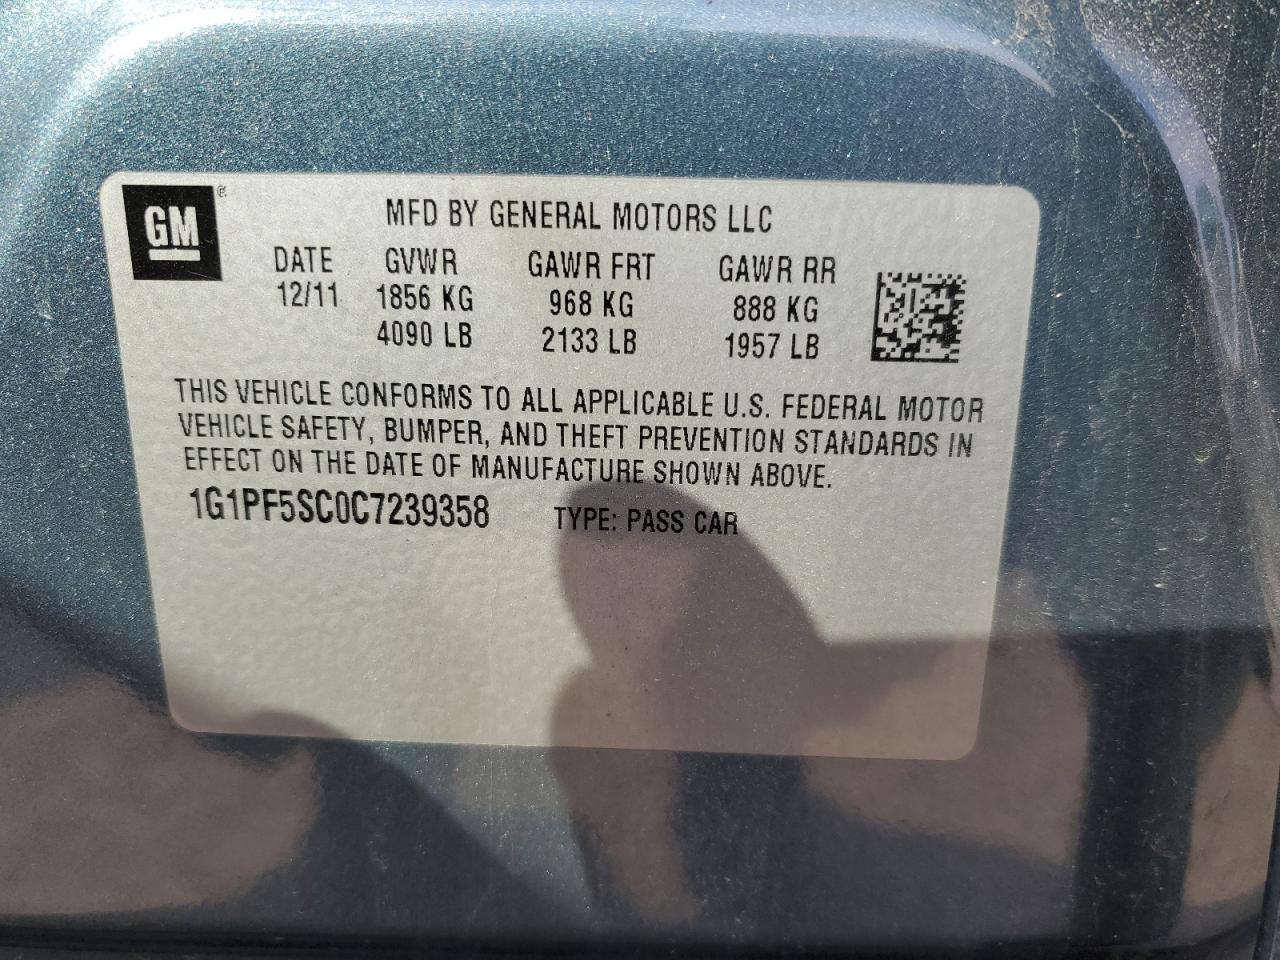 GM®
MFD BY GENERAL MOTORS LLC
DATE GVWR GAWR FRT GAWR RR
12/11 1856 KG 968 KG 888 KG
4090 LB 2133 LB 1957 LB
THIS VEHICLE CONFORMS TO ALL APPLICABLE U.S. FEDERAL MOTOR
VEHICLE SAFETY, BUMPER, AND THEFT PREVENTION STANDARDS IN
EFFECT ON THE DATE OF MANUFACTURE SHOWN ABOVE.
1G1PF5SC0C7239358 TYPE: PASS CAR